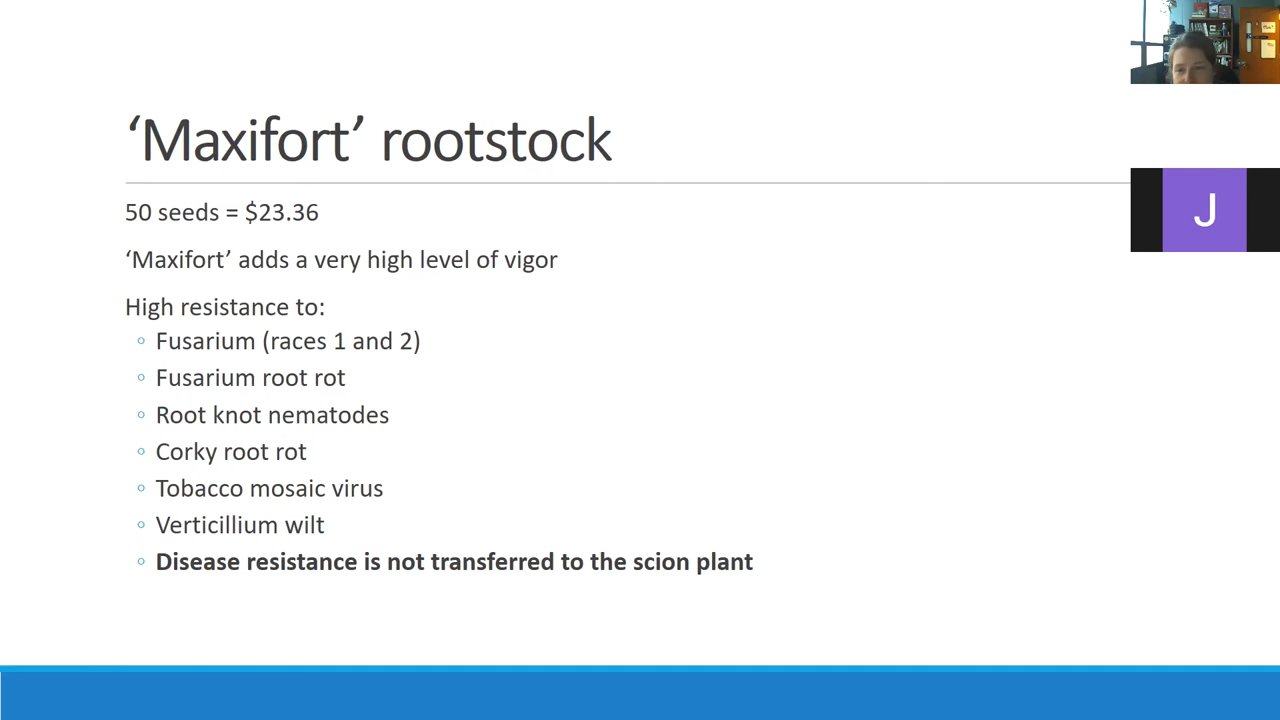 ‘Maxifort’ rootstock
50 seeds = $23.36
‘Maxifort’ adds a very high level of vigor
High resistance to:
Fusarium (races 1 and 2)
Fusarium root rot
Root knot nematodes
Corky root rot
Tobacco mosaic virus
Verticillium wilt
Disease resistance is not transferred to the scion plant
J